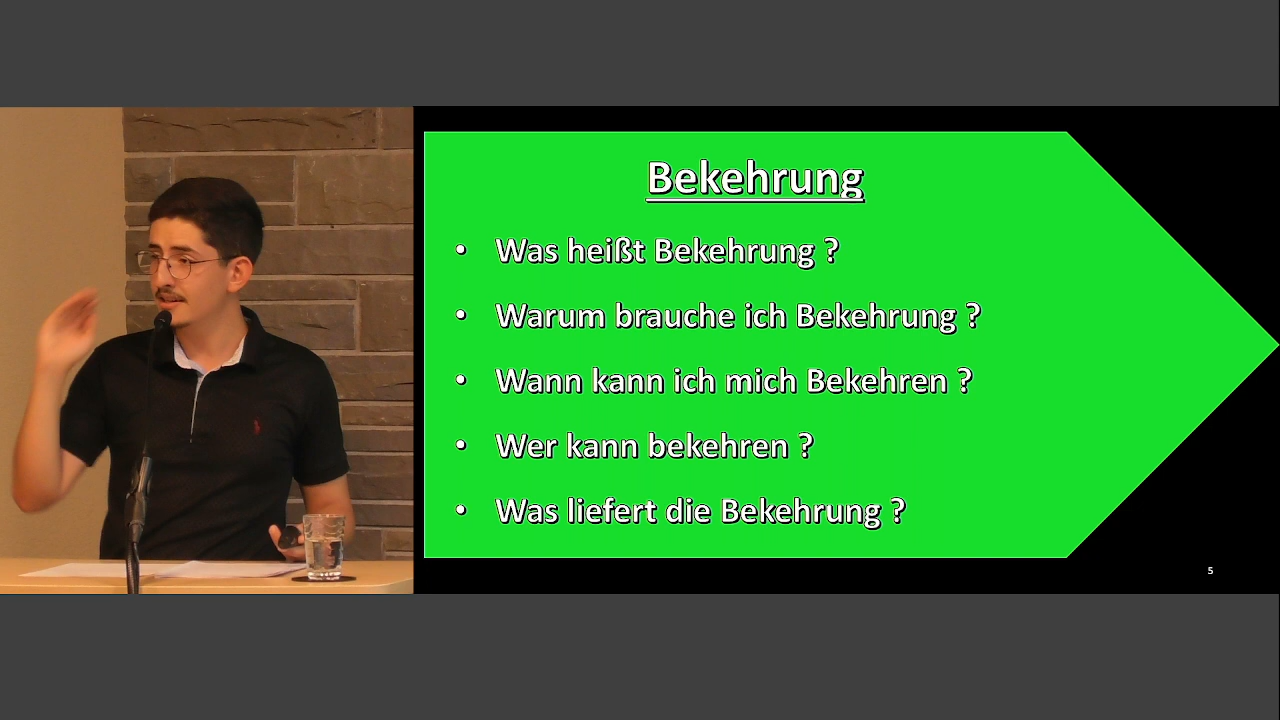 Bekehrung
• Was heißt Bekehrung ?
• Warum brauche ich Bekehrung ?
• Wann kann ich mich Bekehren ?
• Wer kann bekehren ?
• Was liefert die Bekehrung ?
5